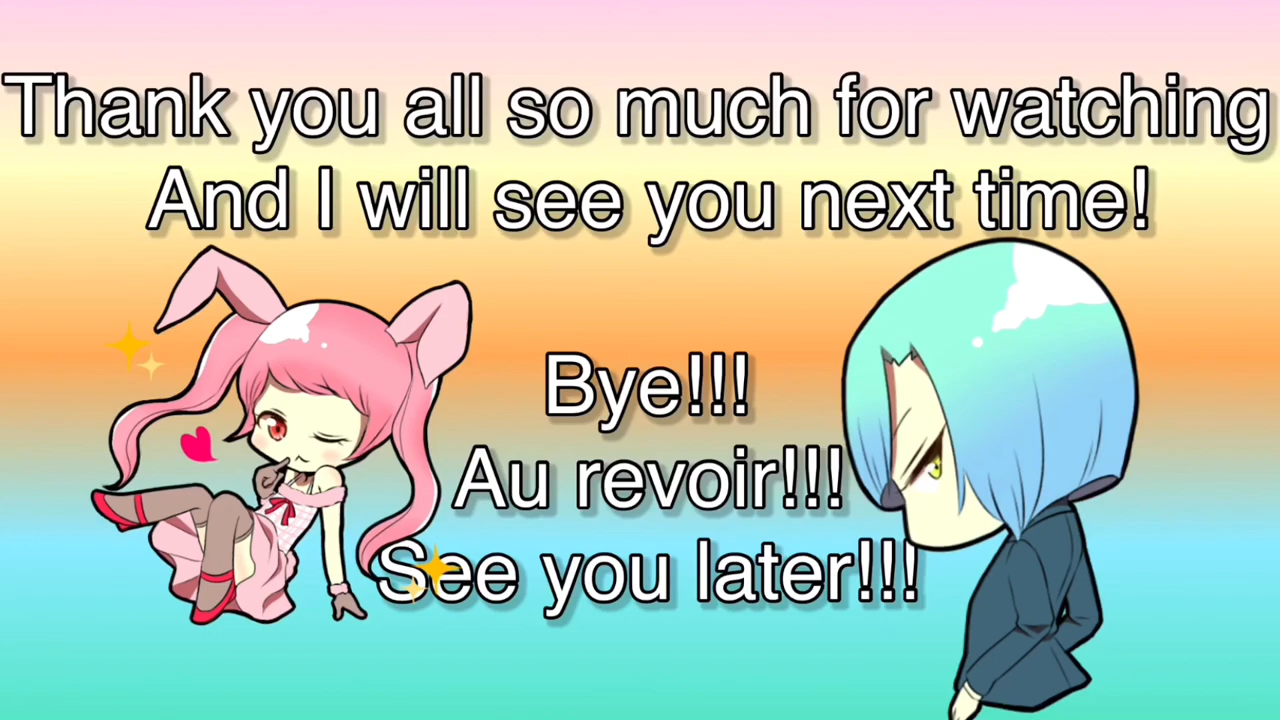 Thank you all so much for watching
And I will see you next time!
Bye!!!
Au revoir!!!
See you later!!!